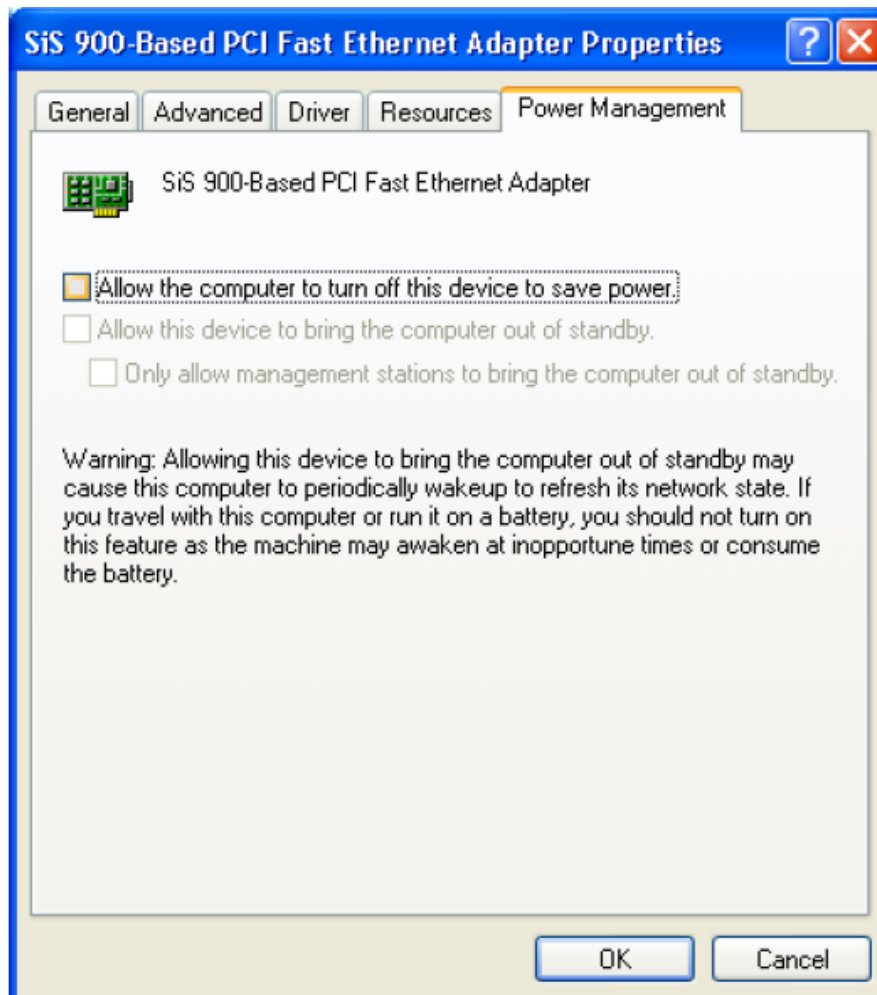 SiS 900-Based PCI Fast Ethernet Adapter Properties
General Advanced Driver Resources Power Management
SiS 900-Based PCI Fast Ethernet Adapter
Allow the computer to turn off this device to save power.
Allow this device to bring the computer out of standby.
Only allow management stations to bring the computer out of standby.
Warning: Allowing this device to bring the computer out of standby may
cause this computer to periodically wakeup to refresh its network state. If
you travel with this computer or run it on a battery, you should not turn on
this feature as the machine may awaken at inopportune times or consume
the battery.
OK Cancel